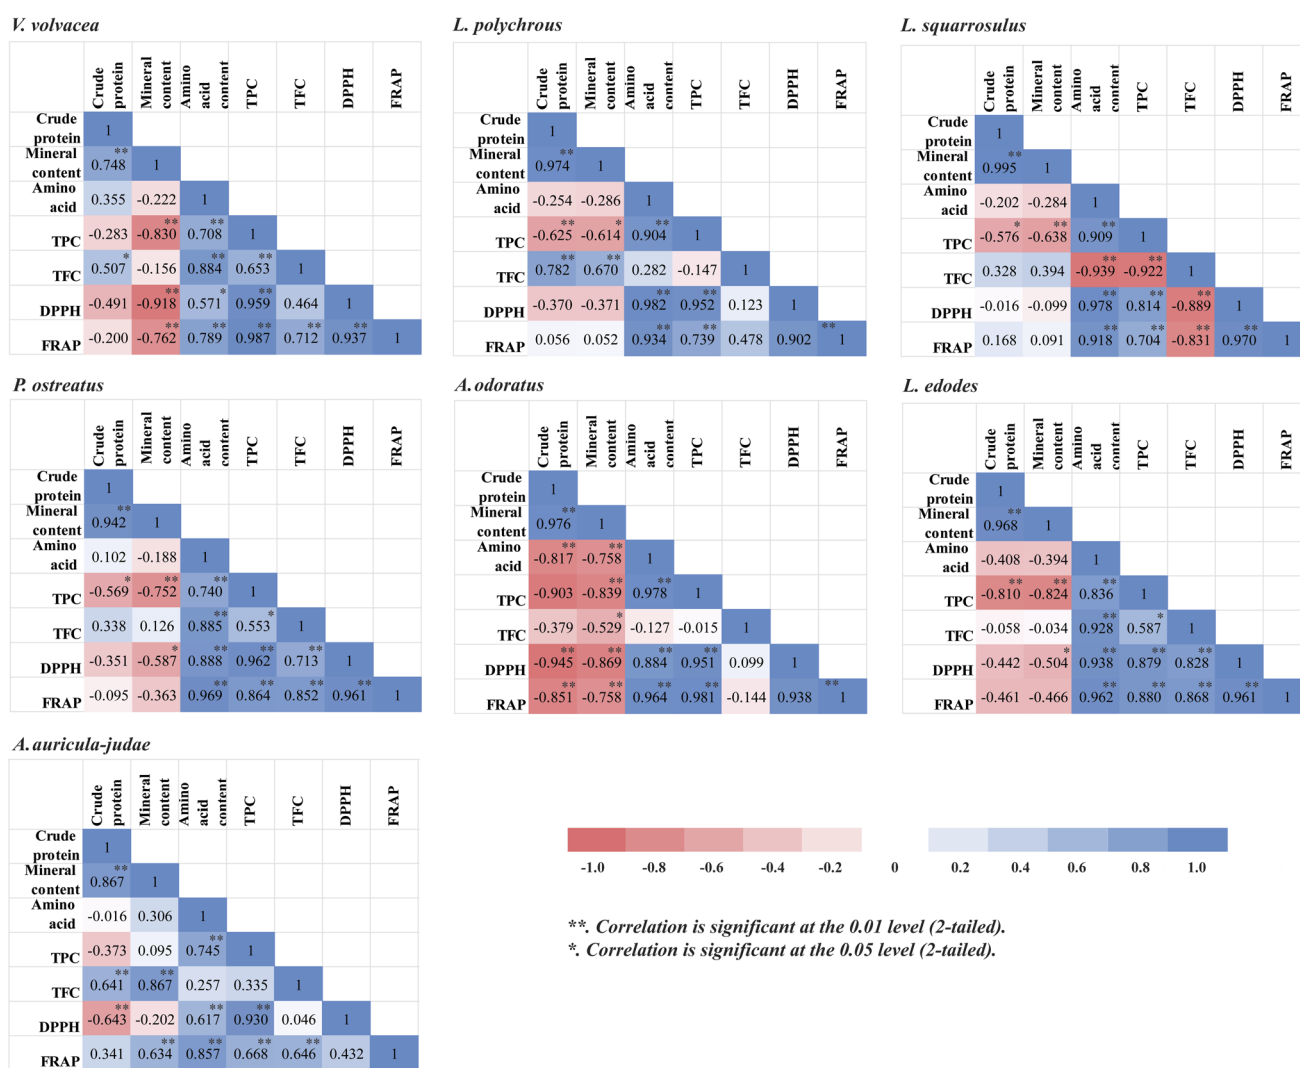 V. volvacea
Crude protein Mineral content Amino acid content TPC TFC DPPH FRAP
Crude protein 1
Mineral content 0.748** 1
Amino acid 0.355 -0.222 1
TPC -0.283 -0.830** 0.708** 1
TFC 0.507* -0.156 0.884** 0.653** 1
DPPH -0.491 -0.918** 0.571* 0.959** 0.464 1
FRAP -0.200 -0.762** 0.789** 0.987** 0.712** 0.937** 1
L. polychrous
Crude protein Mineral content Amino acid content TPC TFC DPPH FRAP
Crude protein 1
Mineral content 0.974** 1
Amino acid -0.254 -0.286 1
TPC -0.625** -0.614* 0.904** 1
TFC 0.782** 0.670** 0.282 -0.147 1
DPPH -0.370 -0.371 0.982** 0.952** 0.123 1
FRAP 0.056 0.052 0.934** 0.739** 0.478 0.902 1**
L. squarrosulus
Crude protein Mineral content Amino acid content TPC TFC DPPH FRAP
Crude protein 1
Mineral content 0.995** 1
Amino acid -0.202 -0.284 1
TPC -0.576* -0.638** 0.909** 1
TFC 0.328 0.394 -0.939** -0.922** 1
DPPH -0.016 -0.099 0.978** 0.814** -0.889** 1
FRAP 0.168 0.091 0.918** 0.704** -0.831** 0.970** 1
P. ostreatus
Crude protein Mineral content Amino acid content TPC TFC DPPH FRAP
Crude protein 1
Mineral content 0.942** 1
Amino acid 0.102 -0.188 1
TPC -0.569* -0.752** 0.740** 1
TFC 0.338 0.126 0.885** 0.553* 1
DPPH -0.351 -0.587* 0.888** 0.962** 0.713** 1
FRAP -0.095 -0.363 0.969** 0.864** 0.852** 0.961** 1
A. odoratus
Crude protein Mineral content Amino acid content TPC TFC DPPH FRAP
Crude protein 1
Mineral content 0.976** 1
Amino acid -0.817** -0.758** 1
TPC -0.903 -0.839** 0.978** 1
TFC -0.379 -0.529* -0.127 -0.015 1
DPPH -0.945** -0.869** 0.884** 0.951** 0.099 1
FRAP -0.851** -0.758** 0.964** 0.981** -0.144 0.938 1**
L. edodes
Crude protein Mineral content Amino acid content TPC TFC DPPH FRAP
Crude protein 1
Mineral content 0.968** 1
Amino acid -0.408 -0.394 1
TPC -0.810** -0.824** 0.836** 1
TFC -0.058 -0.034 0.928** 0.587* 1
DPPH -0.442 -0.504* 0.938** 0.879** 0.828** 1
FRAP -0.461 -0.466 0.962** 0.880** 0.868** 0.961** 1
A. auricula-judae
Crude protein Mineral content Amino acid content TPC TFC DPPH FRAP
Crude protein 1
Mineral content 0.867** 1
Amino acid -0.016 0.306 1
TPC -0.373 0.095 0.745** 1
TFC 0.641** 0.867** 0.257 0.335 1
DPPH -0.643** -0.202 0.617** 0.930** 0.046 1
FRAP 0.341 0.634** 0.857** 0.668** 0.646** 0.432 1
-1.0 -0.8 -0.6 -0.4 -0.2 0 0.2 0.4 0.6 0.8 1.0
**. Correlation is significant at the 0.01 level (2-tailed).
*. Correlation is significant at the 0.05 level (2-tailed).